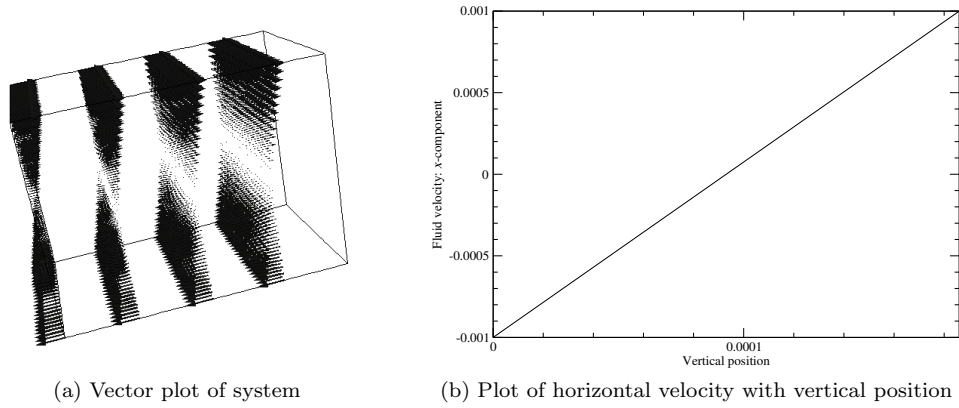 0.001
0.0005
0
-0.0005
-0.001
Fluid velocity: x-component
0
0.0001
Vertical position
(a) Vector plot of system
(b) Plot of horizontal velocity with vertical position